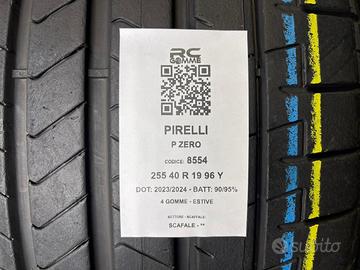 RC
GOMME
PIRELLI
P ZERO
CODICE: 8554
255 40 R 19 96 Y
DOT: 2023/2024 - BATT: 90/95%
4 GOMME - ESTIVE
SETTORE - SCAFFALE:
SCAFALE - **
subito